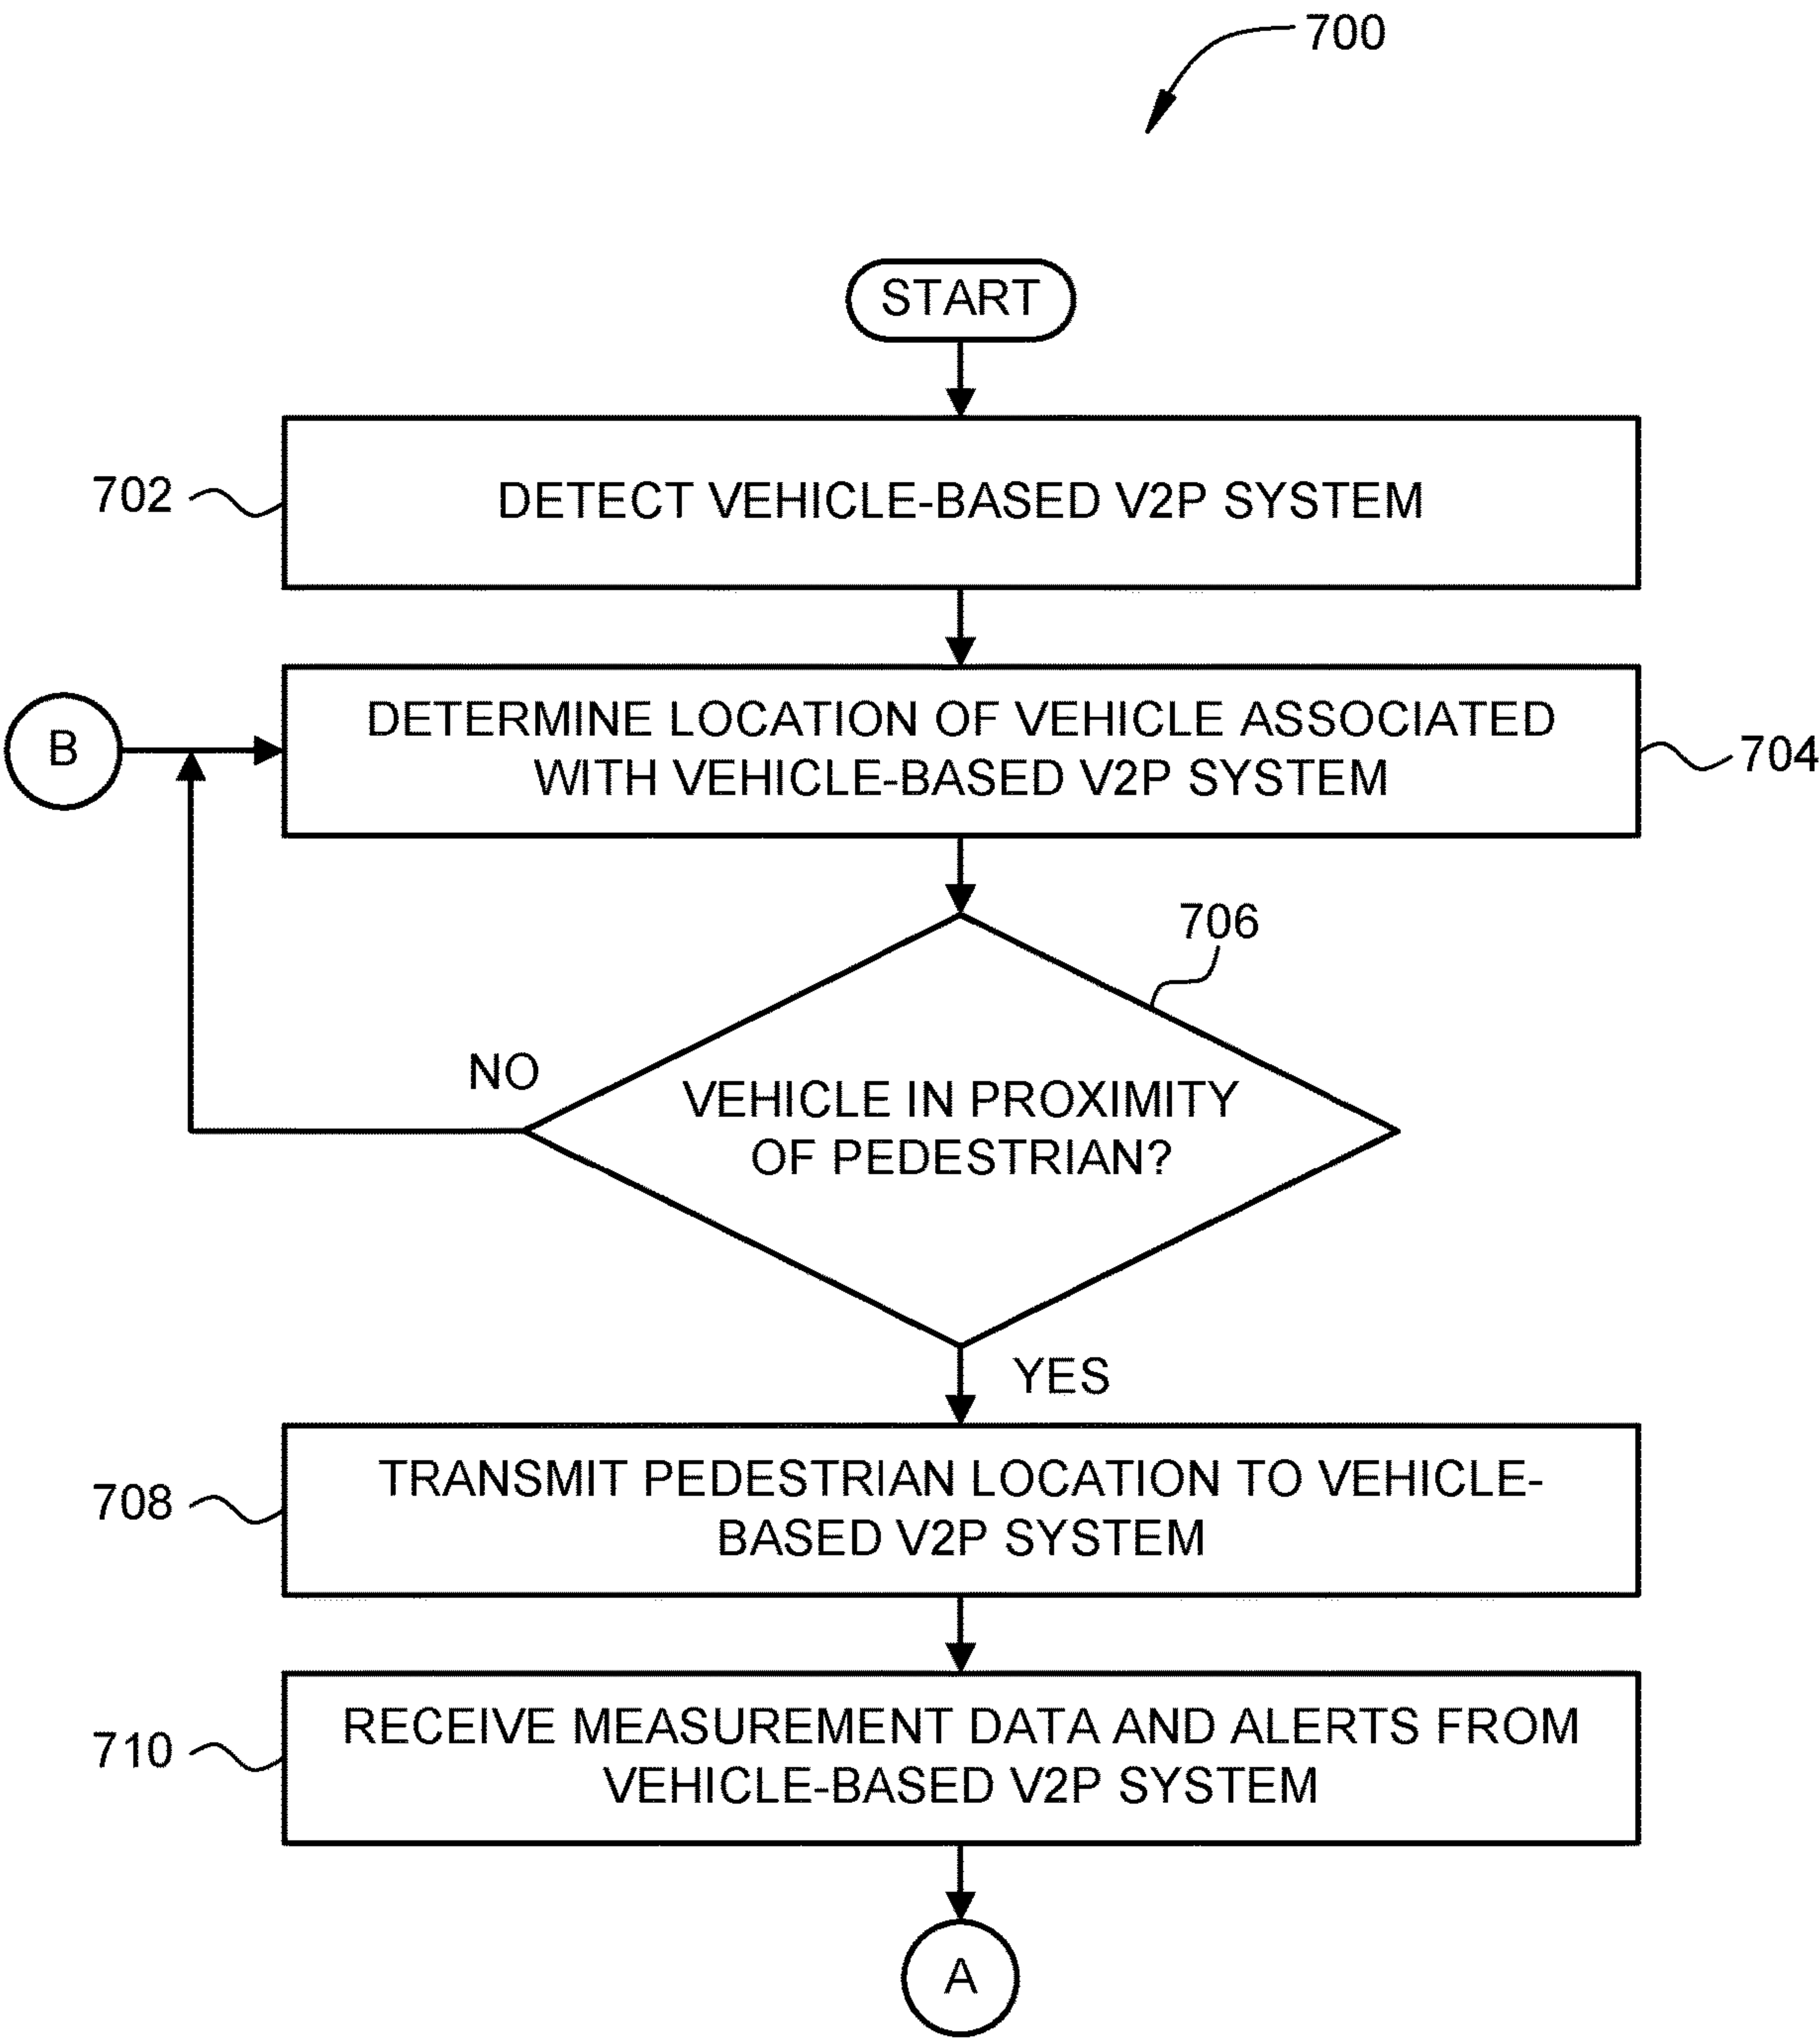 700
START
702
DETECT VEHICLE-BASED V2P SYSTEM
B
DETERMINE LOCATION OF VEHICLE ASSOCIATED
WITH VEHICLE-BASED V2P SYSTEM
704
706
NO
VEHICLE IN PROXIMITY
OF PEDESTRIAN?
YES
708
TRANSMIT PEDESTRIAN LOCATION TO VEHICLE-
BASED V2P SYSTEM
710
RECEIVE MEASUREMENT DATA AND ALERTS FROM
VEHICLE-BASED V2P SYSTEM
A